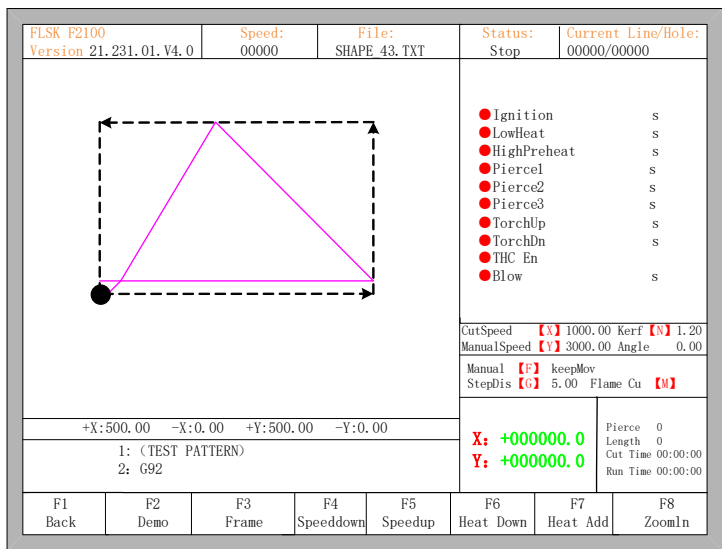 FLSK F2100
Version 21.231.01.V4.0
Speed:
00000
File:
SHAPE_43.TXT
Status:
Stop
Current Line/Hole:
00000/00000
Ignition s
LowHeat s
HighPreheat s
Pierce1 s
Pierce2 s
Pierce3 s
TorchUp s
TorchDn s
THC En
Blow s
CutSpeed 【X】 1000.00 Kerf 【N】 1.20
ManualSpeed 【Y】 3000.00 Angle 0.00
Manual 【F】 keepMov
StepDis 【G】 5.00 Flame Cu 【M】
+X:500.00 -X:0.00 +Y:500.00 -Y:0.00
1: (TEST PATTERN)
2: G92
X: +000000.0
Y: +000000.0
Pierce 0
Length 0
Cut Time 00:00:00
Run Time 00:00:00
F1
Back
F2
Demo
F3
Frame
F4
Speeddown
F5
Speedup
F6
Heat Down
F7
Heat Add
F8
Zoomln